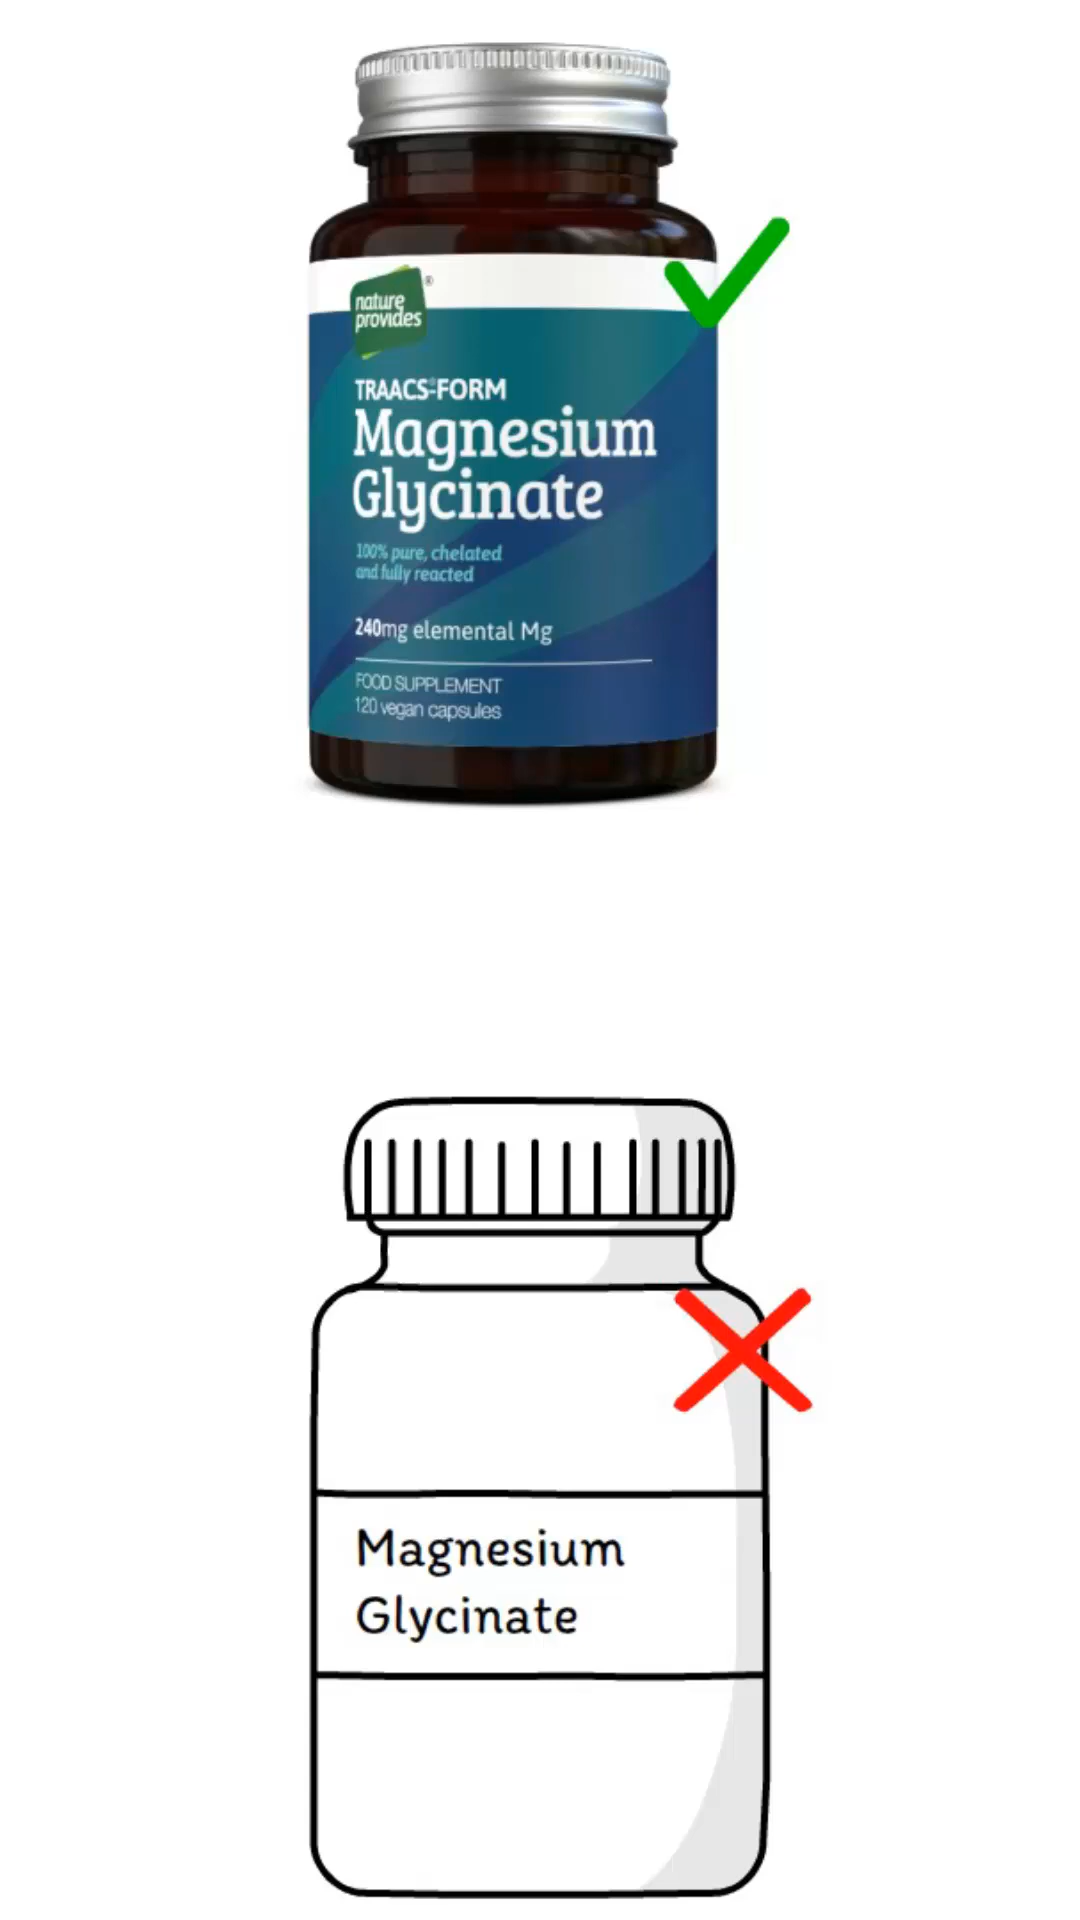 nature
provides
®
TRAACS®-FORM
Magnesium
Glycinate
100% pure, chelated
and fully reacted
240mg elemental Mg
FOOD SUPPLEMENT
120 vegan capsules
Magnesium
Glycinate